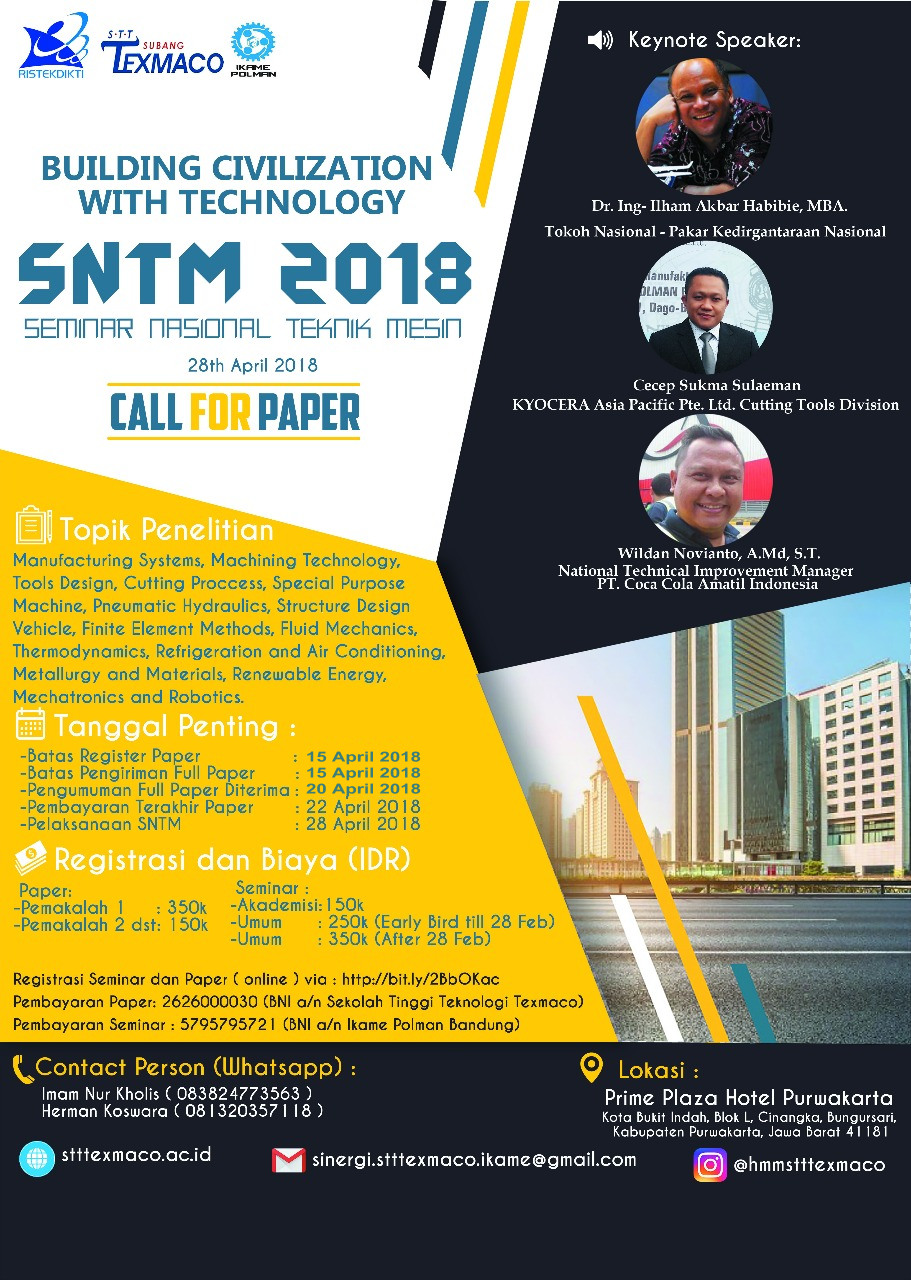 RISTEKDIKTI
S·T·T
SUBANG
TEXMACO
IKAME
POLMAN
BUILDING CIVILIZATION
WITH TECHNOLOGY
SNTM 2018
SEMINAR NASIONAL TEKNIK MESIN
28th April 2018
CALL FOR PAPER
Keynote Speaker:
Dr. Ing- Ilham Akbar Habibie, MBA.
Tokoh Nasional - Pakar Kedirgantaraan Nasional
manufak
OLMAN
, Dago-B
Cecep Sukma Sulaeman
KYOCERA Asia Pacific Pte. Ltd. Cutting Tools Division
Wildan Novianto, A.Md, S.T.
National Technical Improvement Manager
PT. Coca Cola Amatil Indonesia
Topik Penelitian
Manufacturing Systems, Machining Technology,
Tools Design, Cutting Proccess, Special Purpose
Machine, Pneumatic Hydraulics, Structure Design
Vehicle, Finite Element Methods, Fluid Mechanics,
Thermodynamics, Refrigeration and Air Conditioning,
Metallurgy and Materials, Renewable Energy,
Mechatronics and Robotics.
Tanggal Penting :
-Batas Register Paper : 15 April 2018
-Batas Pengiriman Full Paper : 15 April 2018
-Pengumuman Full Paper Diterima : 20 April 2018
-Pembayaran Terakhir Paper : 22 April 2018
-Pelaksanaan SNTM : 28 April 2018
Registrasi dan Biaya (IDR)
Paper:
-Pemakalah 1 : 350k
-Pemakalah 2 dst: 150k
Seminar :
-Akademisi: 150k
-Umum : 250k (Early Bird till 28 Feb)
-Umum : 350k (After 28 Feb)
Registrasi Seminar dan Paper ( online ) via : http://bit.ly/2BbOKac
Pembayaran Paper: 2626000030 (BNI a/n Sekolah Tinggi Teknologi Texmaco)
Pembayaran Seminar : 5795795721 (BNI a/n Ikame Polman Bandung)
Contact Person (Whatsapp) :
Imam Nur Kholis ( 083824773563 )
Herman Koswara ( 081320357118 )
Lokasi :
Prime Plaza Hotel Purwakarta
Kota Bukit Indah, Blok L, Cinangka, Bungursari,
Kabupaten Purwakarta, Jawa Barat 41181
stttexmaco.ac.id
sinergi.stttexmaco.ikame@gmail.com
@hmmstttexmaco